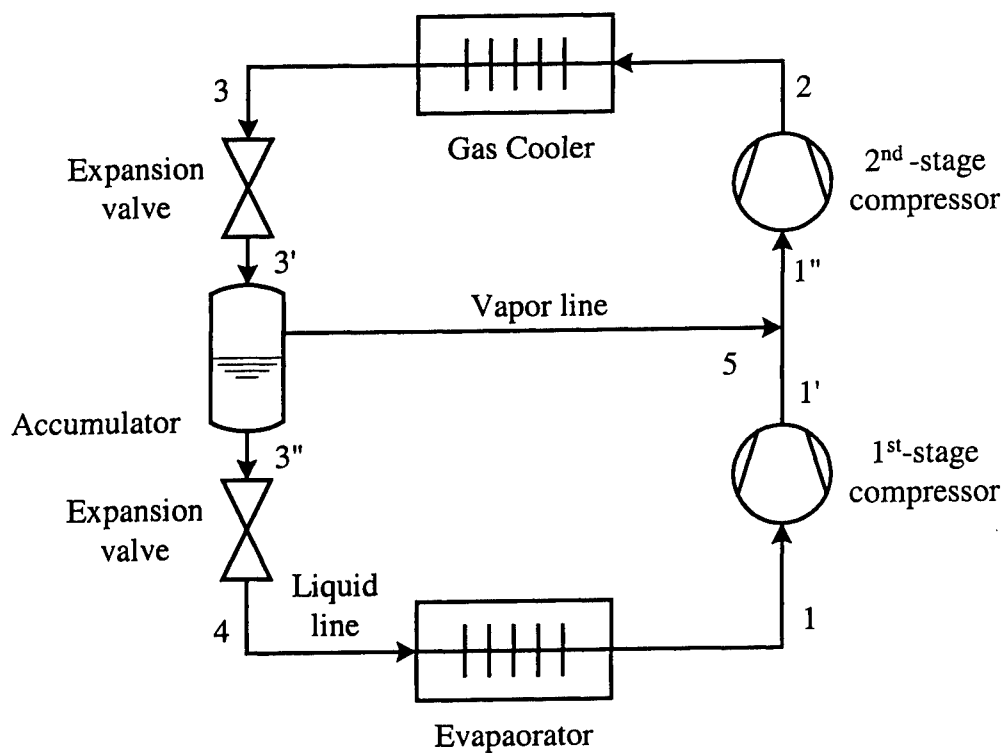 3
2
Gas Cooler
Expansion
valve
2nd -stage
compressor
3'
1"
Vapor line
5
1'
Accumulator
3"
1st-stage
compressor
Expansion
valve
Liquid
line
4
1
Evapaorator